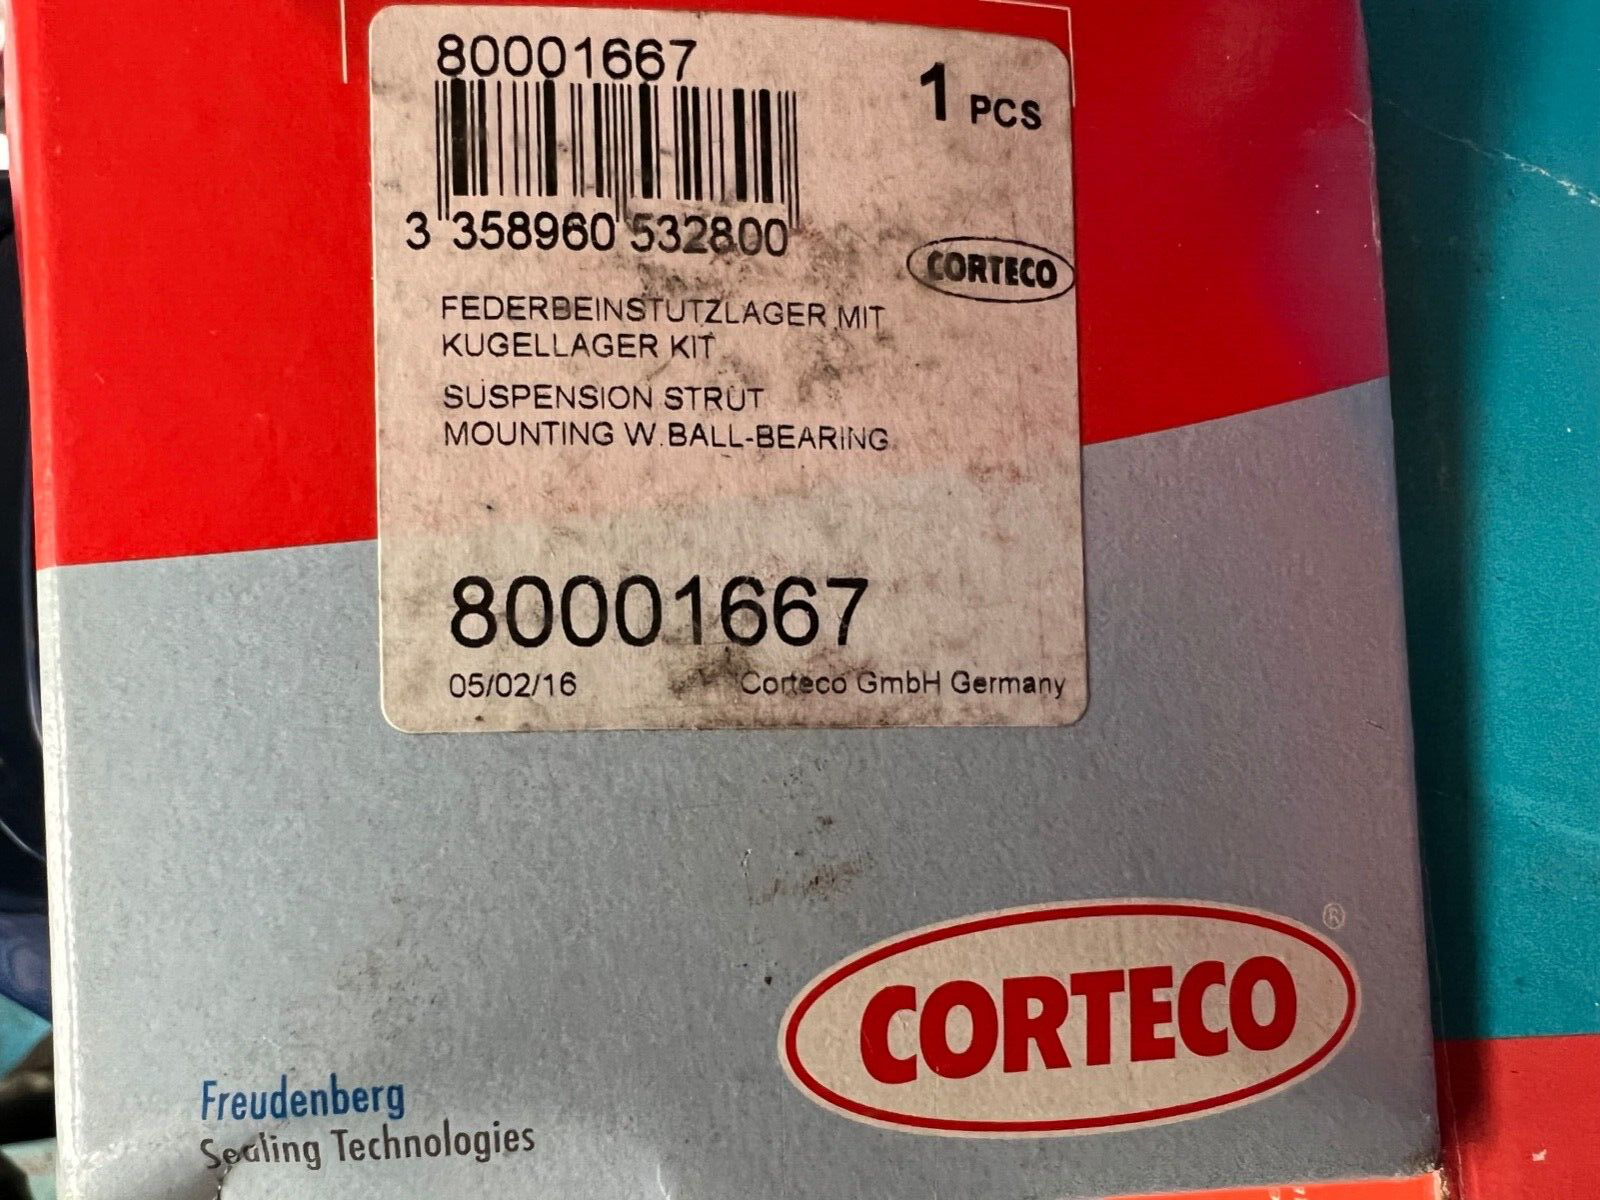 80001667
1 PCS
3 358960 532800
CORTECO
FEDERBEINSTUTZLAGER MIT
KUGELLAGER KIT
SUSPENSION STRUT
MOUNTING W.BALL-BEARING
80001667
05/02/16 Corteco GmbH Germany
CORTECO®
Freudenberg
Sealing Technologies